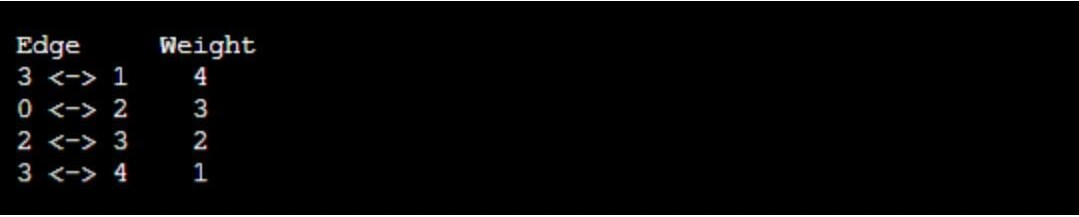 Edge Weight
3 <-> 1 4
0 <-> 2 3
2 <-> 3 2
3 <-> 4 1